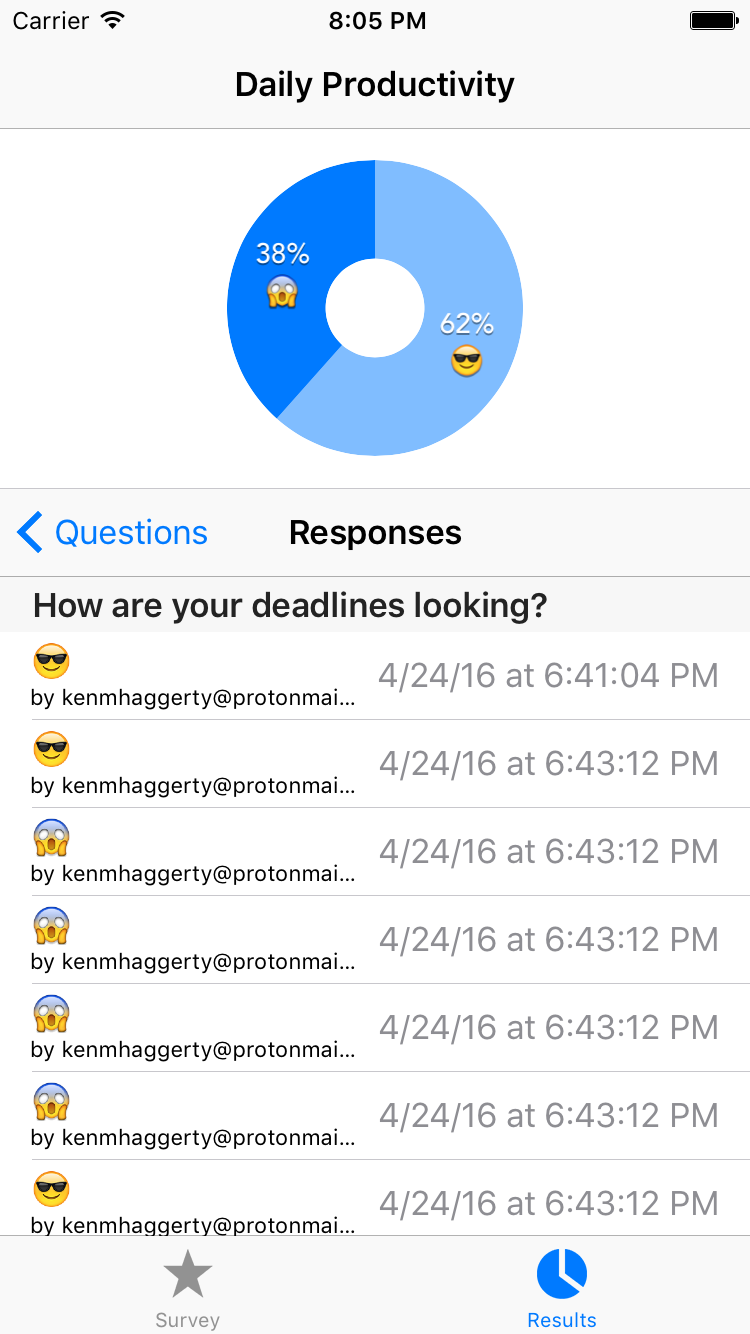 Carrier 8:05 PM
Daily Productivity
38%
😱
62%
😎
Questions Responses
How are your deadlines looking?
😎
by kenmhaggerty@protonmai... 4/24/16 at 6:41:04 PM
😎
by kenmhaggerty@protonmai... 4/24/16 at 6:43:12 PM
😱
by kenmhaggerty@protonmai... 4/24/16 at 6:43:12 PM
😱
by kenmhaggerty@protonmai... 4/24/16 at 6:43:12 PM
😱
by kenmhaggerty@protonmai... 4/24/16 at 6:43:12 PM
😱
by kenmhaggerty@protonmai... 4/24/16 at 6:43:12 PM
😎
by kenmhaggerty@protonmai... 4/24/16 at 6:43:12 PM
Survey Results